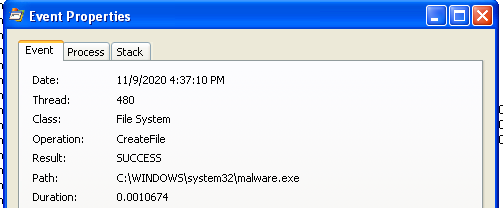 Event Properties
Event Process Stack
Date: 11/9/2020 4:37:10 PM
Thread: 480
Class: File System
Operation: CreateFile
Result: SUCCESS
Path: C:\WINDOWS\system32\malware.exe
Duration: 0.0010674